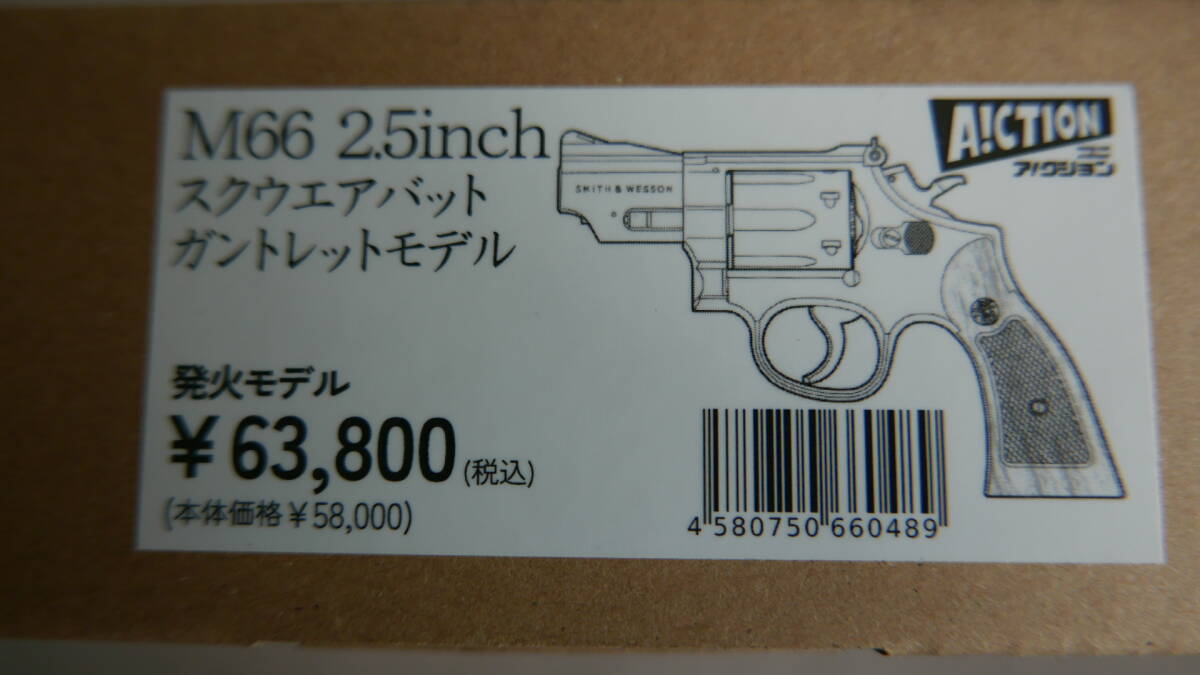 M66 2.5inch
スクウエアバット
ガントレットモデル
発火モデル
￥63,800(税込)
(本体価格￥58,000)
SMITH & WESSON
A!CTION
ア!クション
4 580750 660489